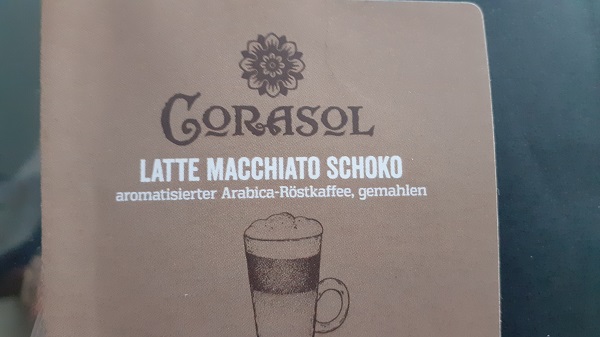 CORASOL
LATTE MACCHIATO SCHOKO
aromatisierter Arabica-Röstkaffee, gemahlen